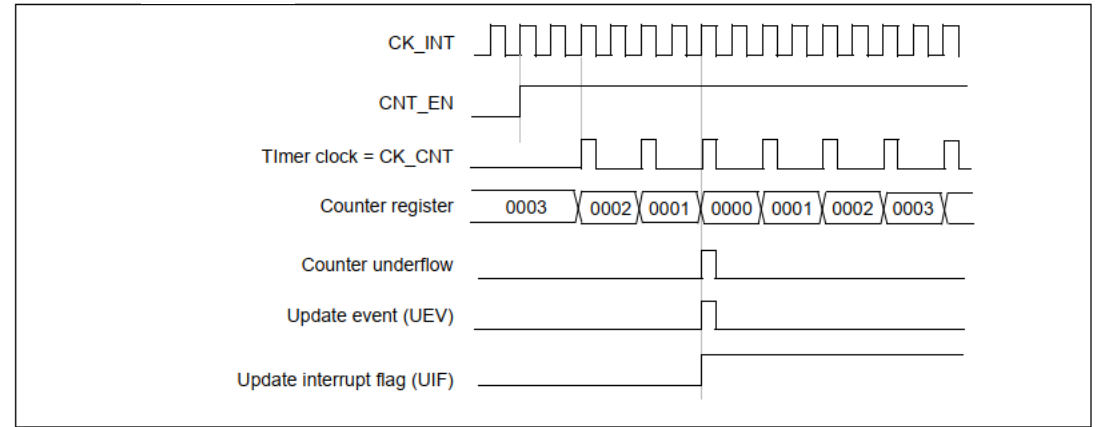 CK_INT
CNT_EN
TImer clock = CK_CNT
Counter register 0003 0002 0001 0000 0001 0002 0003
Counter underflow
Update event (UEV)
Update interrupt flag (UIF)